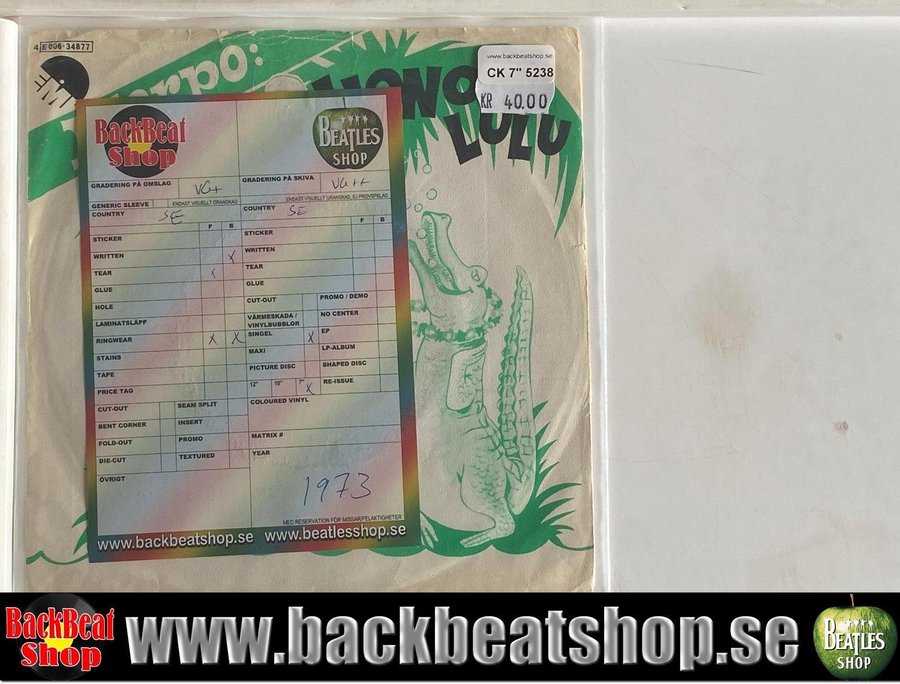 4 E 006-34877
EMI
rpo:
HONO
LULU
www.backbeatshop.se
CK 7" 5238
KR 40.00
BackBeat
Shop
BEATLES
SHOP
GRADERING PÅ OMSLAG VG+
GRADERING PÅ SKIVA VG++
GENERIC SLEEVE
ENDAST VISUELLT GRANSKAD
ENDAST VISUELLT GRANSKAD, EJ PROVSPELAD
COUNTRY SE
COUNTRY SE
F B
F B
STICKER
STICKER
WRITTEN X
WRITTEN
TEAR X
TEAR
GLUE
GLUE
HOLE
CUT-OUT
PROMO / DEMO
LAMINATSLÄPP
VÄRMESKADA /
VINYLBUBBLOR
NO CENTER
RINGWEAR X X
SINGEL X
EP
STAINS
MAXI
LP-ALBUM
TAPE
PICTURE DISC
SHAPED DISC
PRICE TAG
12" 10" 7" X
RE-ISSUE
CUT-OUT
SEAM SPLIT
COLOURED VINYL
BENT CORNER
INSERT
FOLD-OUT
PROMO
MATRIX #
DIE-CUT
TEXTURED
YEAR
ÖVRIGT
1973
MED RESERVATION FÖR MISSAR/FELAKTIGHETER
www.backbeatshop.se www.beatlesshop.se
BackBeat
Shop
www.backbeatshop.se
BEATLES
SHOP